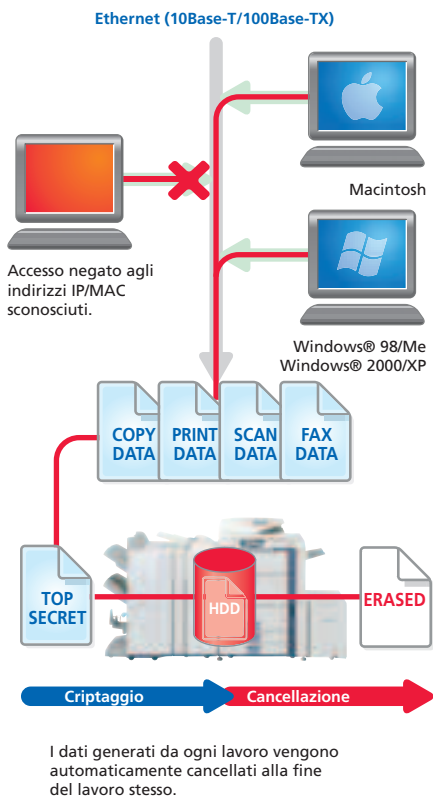 Ethernet (10Base-T/100Base-TX)
Macintosh
Accesso negato agli
indirizzi IP/MAC
sconosciuti.
Windows® 98/Me
Windows® 2000/XP
COPY
DATA
PRINT
DATA
SCAN
DATA
FAX
DATA
TOP
SECRET
HDD
ERASED
Criptaggio
Cancellazione
I dati generati da ogni lavoro vengono
automaticamente cancellati alla fine
del lavoro stesso.